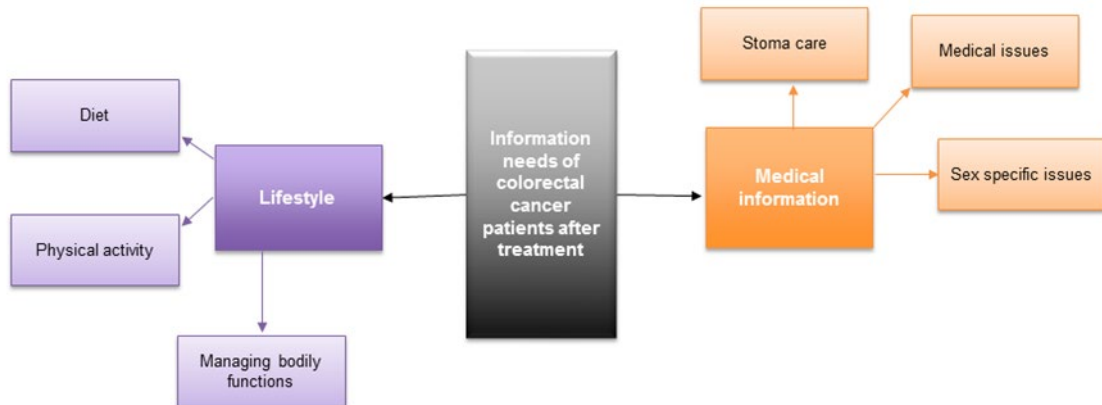 Diet
Physical activity
Managing bodily
functions
Lifestyle
Information
needs of
colorectal
cancer
patients after
treatment
Stoma care
Medical issues
Medical
information
Sex specific issues